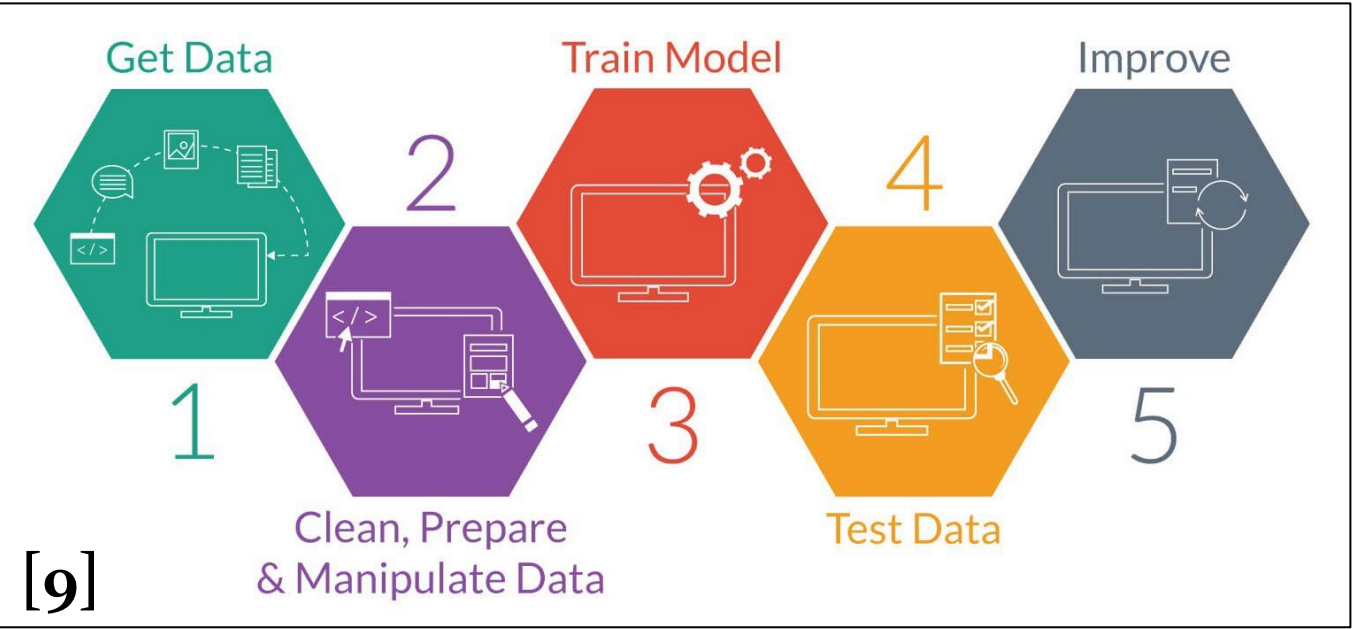 Get Data
1
</>
2
</>
Clean, Prepare
& Manipulate Data
Train Model
3
4
Test Data
Improve
5
[9]